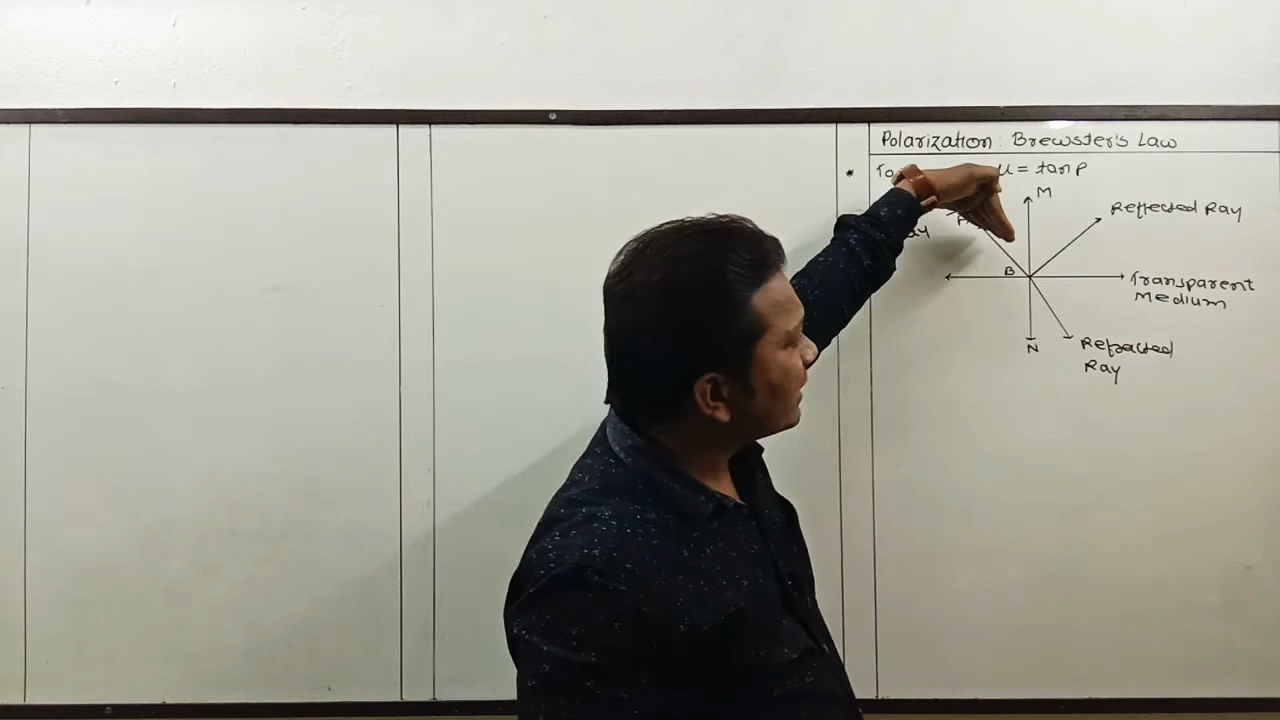 Polarization: Brewster's Law
* μ = tan P
M
Reflected Ray
B
Transparent
Medium
N
Refracted
Ray